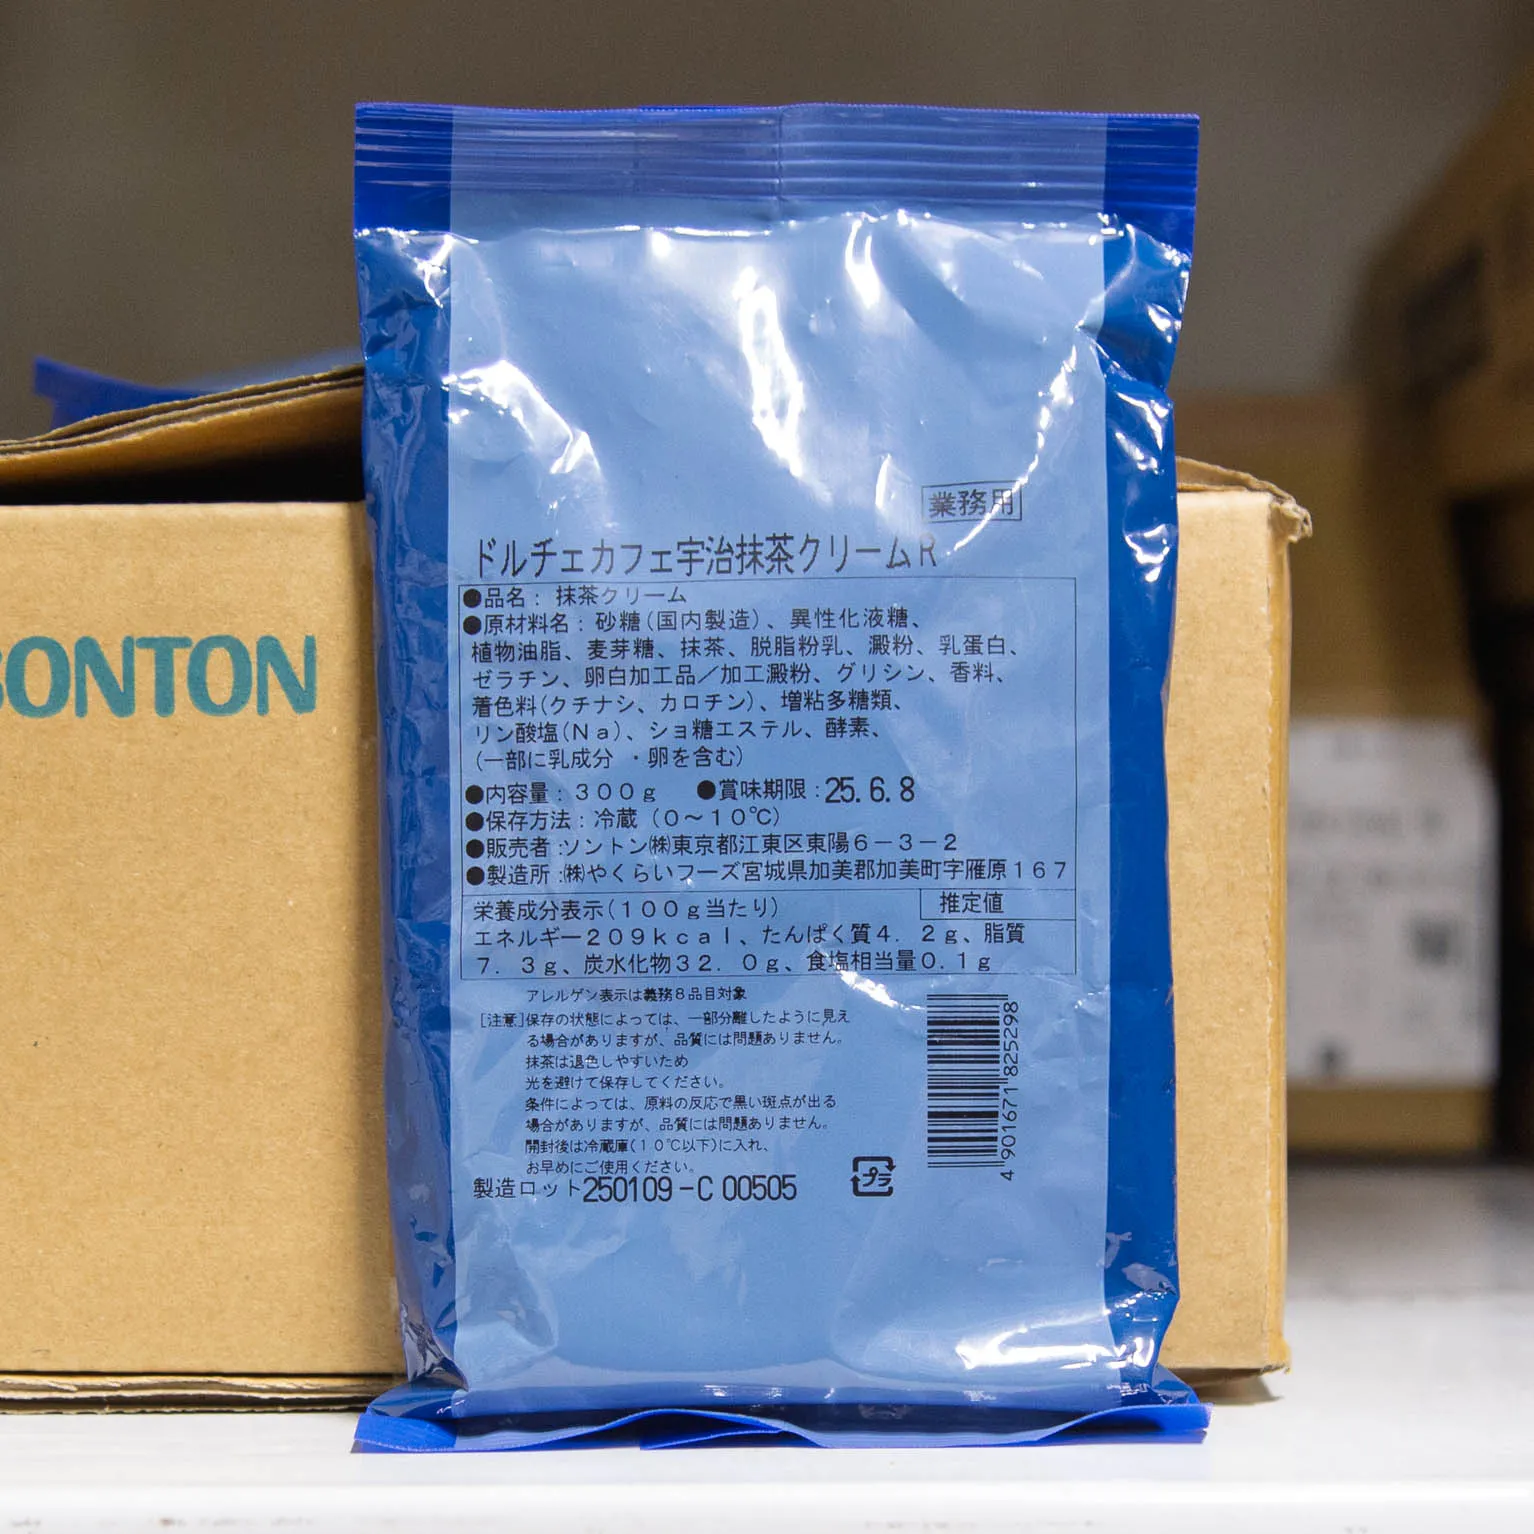 BONTON
業務用
ドルチェカフェ宇治抹茶クリームR
●品名：抹茶クリーム
●原材料名：砂糖(国内製造)、異性化液糖、
植物油脂、麦芽糖、抹茶、脱脂粉乳、澱粉、乳蛋白、
ゼラチン、卵白加工品／加工澱粉、グリシン、香料、
着色料(クチナシ、カロチン)、増粘多糖類、
リン酸塩(Na)、ショ糖エステル、酵素、
(一部に乳成分・卵を含む)
●内容量：300g ●賞味期限：25.6.8
●保存方法：冷蔵(0～10℃)
●販売者:ソントン㈱東京都江東区東陽6－3－2
●製造所:㈱やくらいフーズ宮城県加美郡加美町字雁原167
栄養成分表示(100g当たり) 推定値
エネルギー209kcal、たんぱく質4.2g、脂質
7.3g、炭水化物32.0g、食塩相当量0.1g
アレルゲン表示は義務8品目対象
[注意]保存の状態によっては、一部分離したように見え
る場合がありますが、品質には問題ありません。
抹茶は退色しやすいため
光を避けて保存してください。
条件によっては、原料の反応で黒い斑点が出る
場合がありますが、品質には問題ありません。
開封後は冷蔵庫(10℃以下)に入れ、
お早めにご使用ください。
製造ロット250109-C 00505
プラ
4 901671 825298